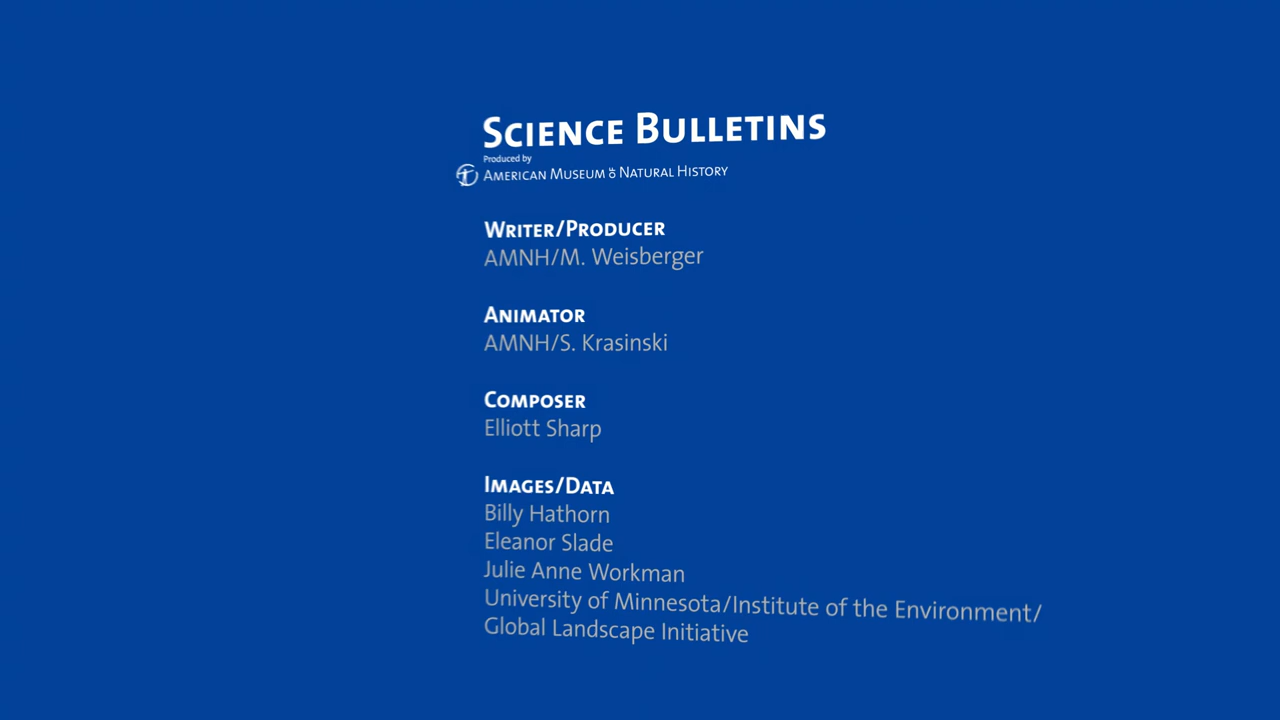 SCIENCE BULLETINS
Produced by
AMERICAN MUSEUM OF NATURAL HISTORY
WRITER/PRODUCER
AMNH/M. Weisberger
ANIMATOR
AMNH/S. Krasinski
COMPOSER
Elliott Sharp
IMAGES/DATA
Billy Hathorn
Eleanor Slade
Julie Anne Workman
University of Minnesota/Institute of the Environment/
Global Landscape Initiative